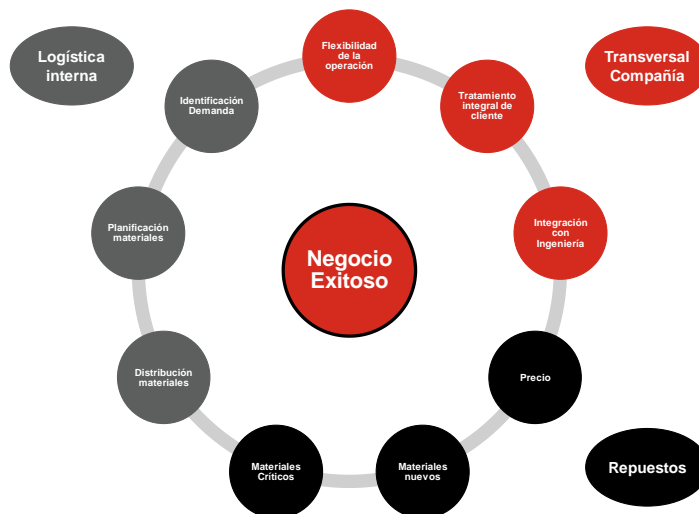 Logística
interna
Flexibilidad
de la
operación
Transversal
Compañía
Identificación
Demanda
Tratamiento
integral de
cliente
Planificación
materiales
Integración
con
Ingeniería
Negocio
Exitoso
Distribución
materiales
Precio
Materiales
Críticos
Materiales
nuevos
Repuestos